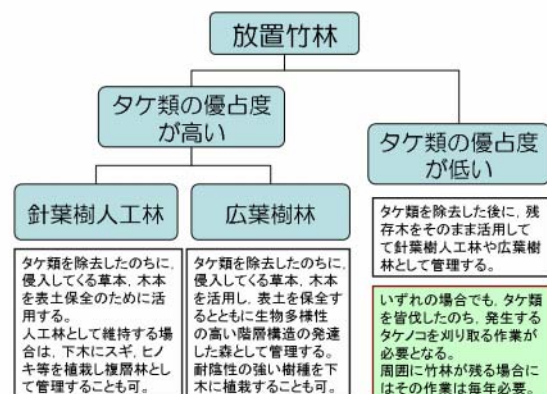 放置竹林
タケ類の優占度
が高い
タケ類の優占度
が低い
針葉樹人工林
広葉樹林
タケ類を除去したのちに,
侵入してくる草本, 木本
を表土保全のために活
用する。
人工林として維持する場
合は, 下木にスギ, ヒノ
キ等を植栽し複層林とし
て管理することも可。
タケ類を除去したのちに,
侵入してくる草本, 木本
を活用し, 表土を保全す
るとともに生物多様性
の高い階層構造の発達
した森として管理する。
耐陰性の強い樹種を下
木に植栽することも可。
タケ類を除去した後に, 残
存木をそのまま活用して
て針葉樹人工林や広葉樹
林として管理する。
いずれの場合でも, タケ類
を皆伐したのち, 発生する
タケノコを刈り取る作業が
必要となる。
周囲に竹林が残る場合に
はその作業は毎年必要。